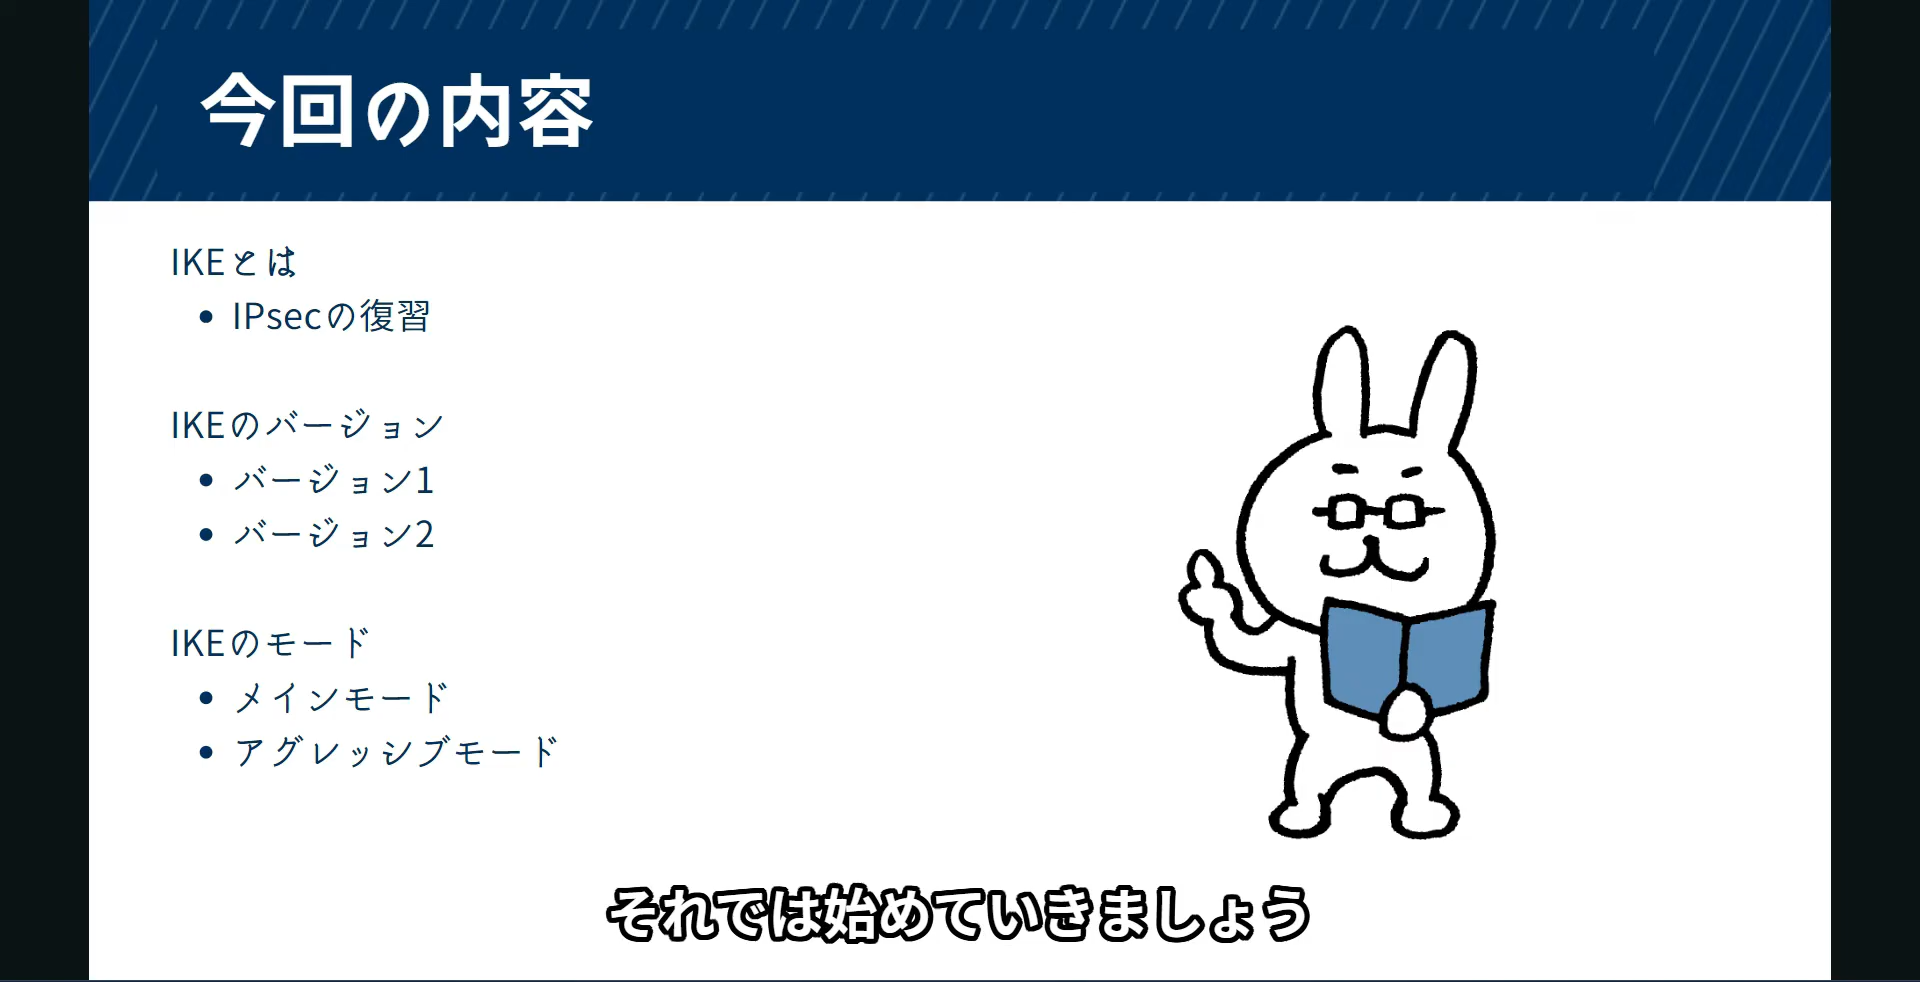 今回の内容
IKEとは
• IPsecの復習
IKEのバージョン
• バージョン1
• バージョン2
IKEのモード
• メインモード
• アグレッシブモード
それでは始めていきましょう